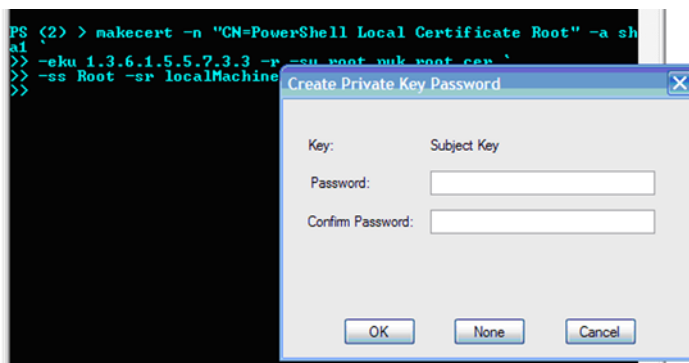 PS (2) > makecert -n "CN=PowerShell Local Certificate Root" -a sh
a1 `
>> -eku 1.3.6.1.5.5.7.3.3 -r -sv root.pvk root.cer `
>> -ss Root -sr localMachine
>>
Create Private Key Password
Key: Subject Key
Password:
Confirm Password:
OK None Cancel